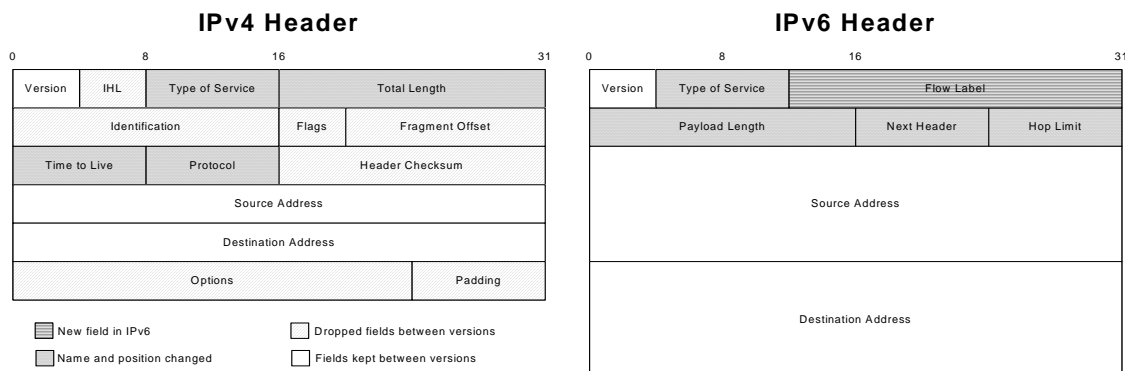 IPv4 Header
0 8 16 31
Version IHL Type of Service Total Length
Identification Flags Fragment Offset
Time to Live Protocol Header Checksum
Source Address
Destination Address
Options Padding
New field in IPv6 Dropped fields between versions
Name and position changed Fields kept between versions
IPv6 Header
0 8 16 31
Version Type of Service Flow Label
Payload Length Next Header Hop Limit
Source Address
Destination Address